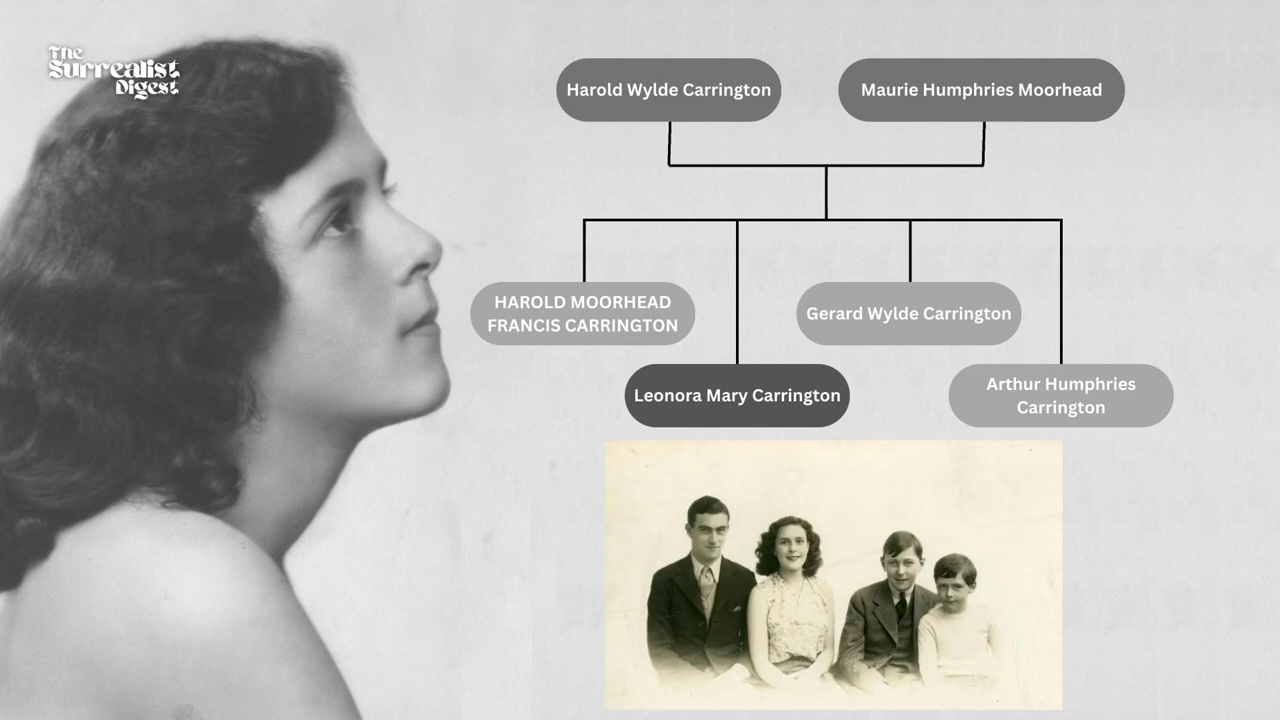 The
Surrealist
Digest
Harold Wylde Carrington
Maurie Humphries Moorhead
HAROLD MOORHEAD
FRANCIS CARRINGTON
Gerard Wylde Carrington
Leonora Mary Carrington
Arthur Humphries
Carrington